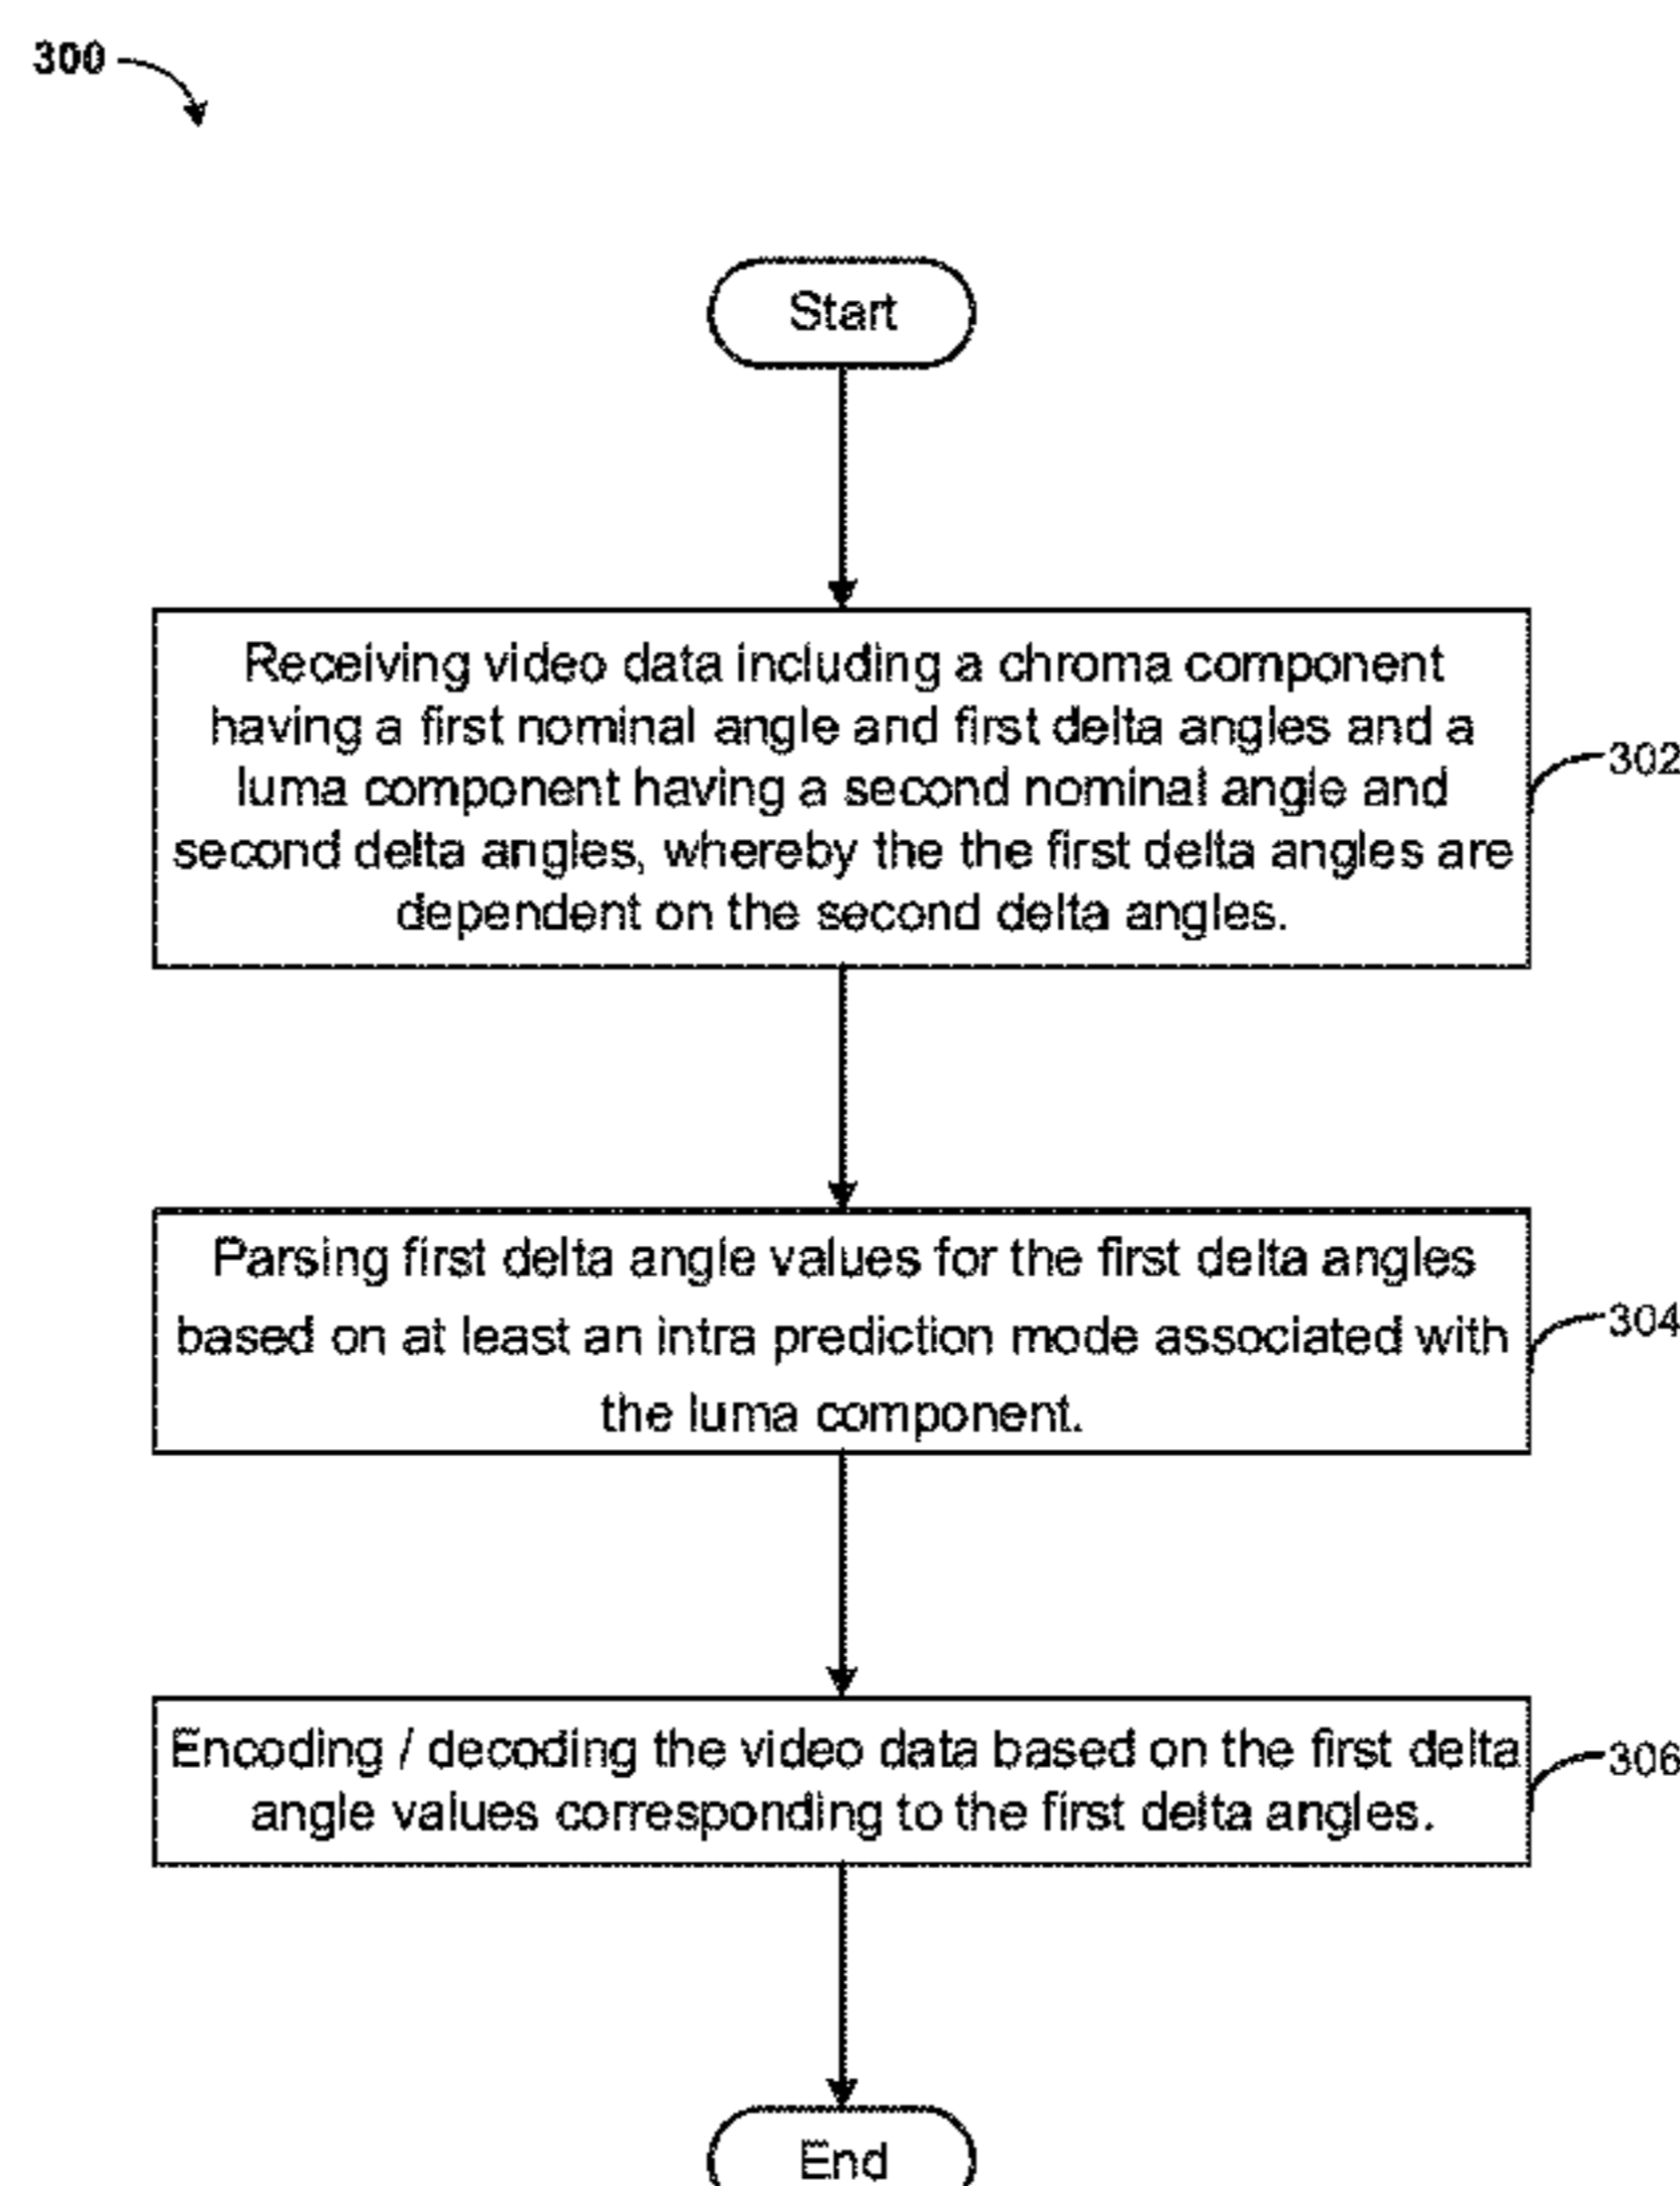 300
Start
Receiving video data including a chroma component
having a first nominal angle and first delta angles and a
luma component having a second nominal angle and
second delta angles, whereby the the first delta angles are
dependent on the second delta angles.
302
Parsing first delta angle values for the first delta angles
based on at least an intra prediction mode associated with
the luma component.
304
Encoding / decoding the video data based on the first delta
angle values corresponding to the first delta angles.
306
End